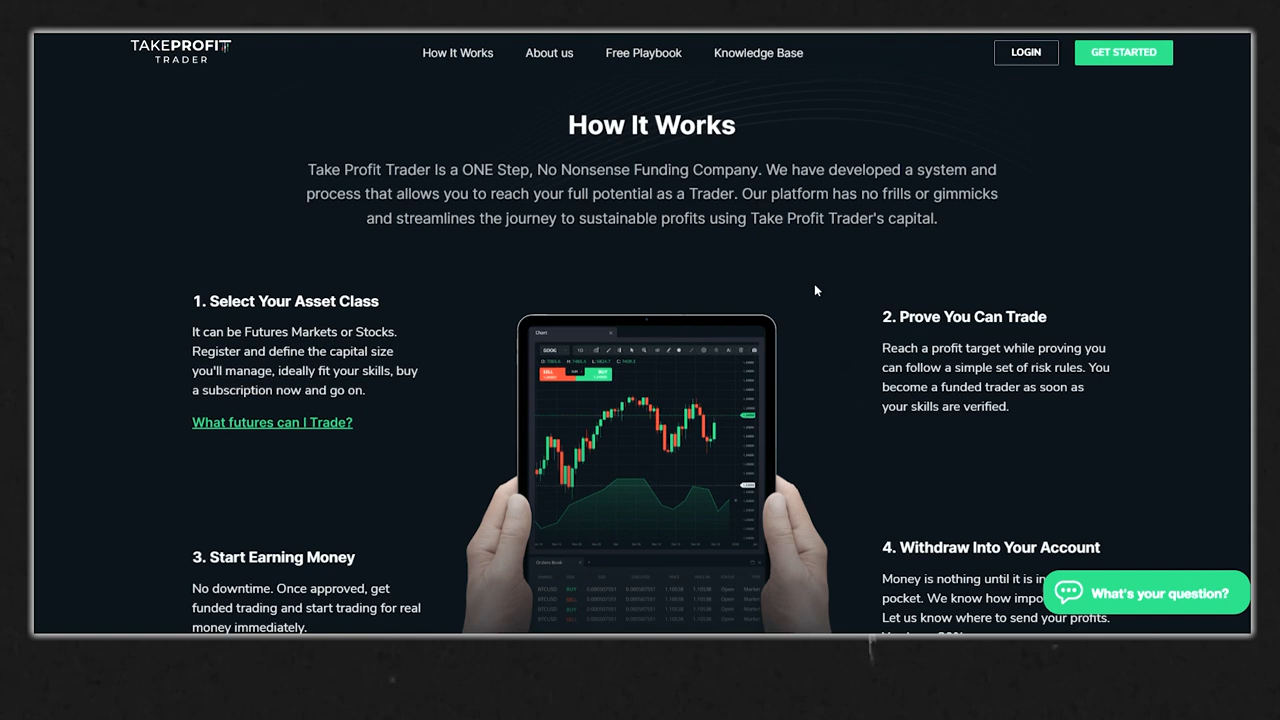 TAKEPROFIT
TRADER
How It Works
About us
Free Playbook
Knowledge Base
LOGIN
GET STARTED
How It Works
Take Profit Trader Is a ONE Step, No Nonsense Funding Company. We have developed a system and
process that allows you to reach your full potential as a Trader. Our platform has no frills or gimmicks
and streamlines the journey to sustainable profits using Take Profit Trader's capital.
1. Select Your Asset Class
It can be Futures Markets or Stocks.
Register and define the capital size
you'll manage, ideally fit your skills, buy
a subscription now and go on.
What futures can I Trade?
2. Prove You Can Trade
Reach a profit target while proving you
can follow a simple set of risk rules. You
become a funded trader as soon as
your skills are verified.
Chart
SELL
BUY
Orders Book
3. Start Earning Money
No downtime. Once approved, get
funded trading and start trading for real
money immediately.
4. Withdraw Into Your Account
Money is nothing until it is in
pocket. We know how impo
Let us know where to send your profits.
What's your question?